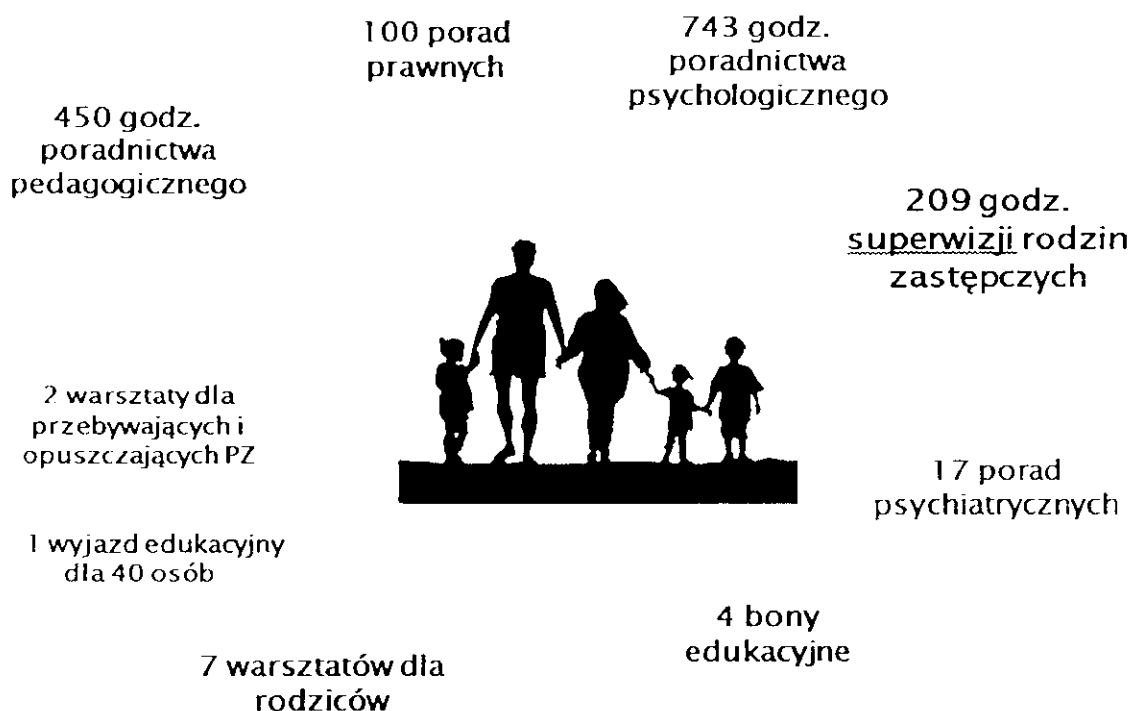 100 porad
prawnych
743 godz.
poradnictwa
psychologicznego
450 godz.
poradnictwa
pedagogicznego
209 godz.
superwizji rodzin
zastępczych
2 warsztaty dla
przebywających i
opuszczających PZ
17 porad
psychiatrycznych
1 wyjazd edukacyjny
dla 40 osób
4 bony
edukacyjne
7 warsztatów dla
rodziców